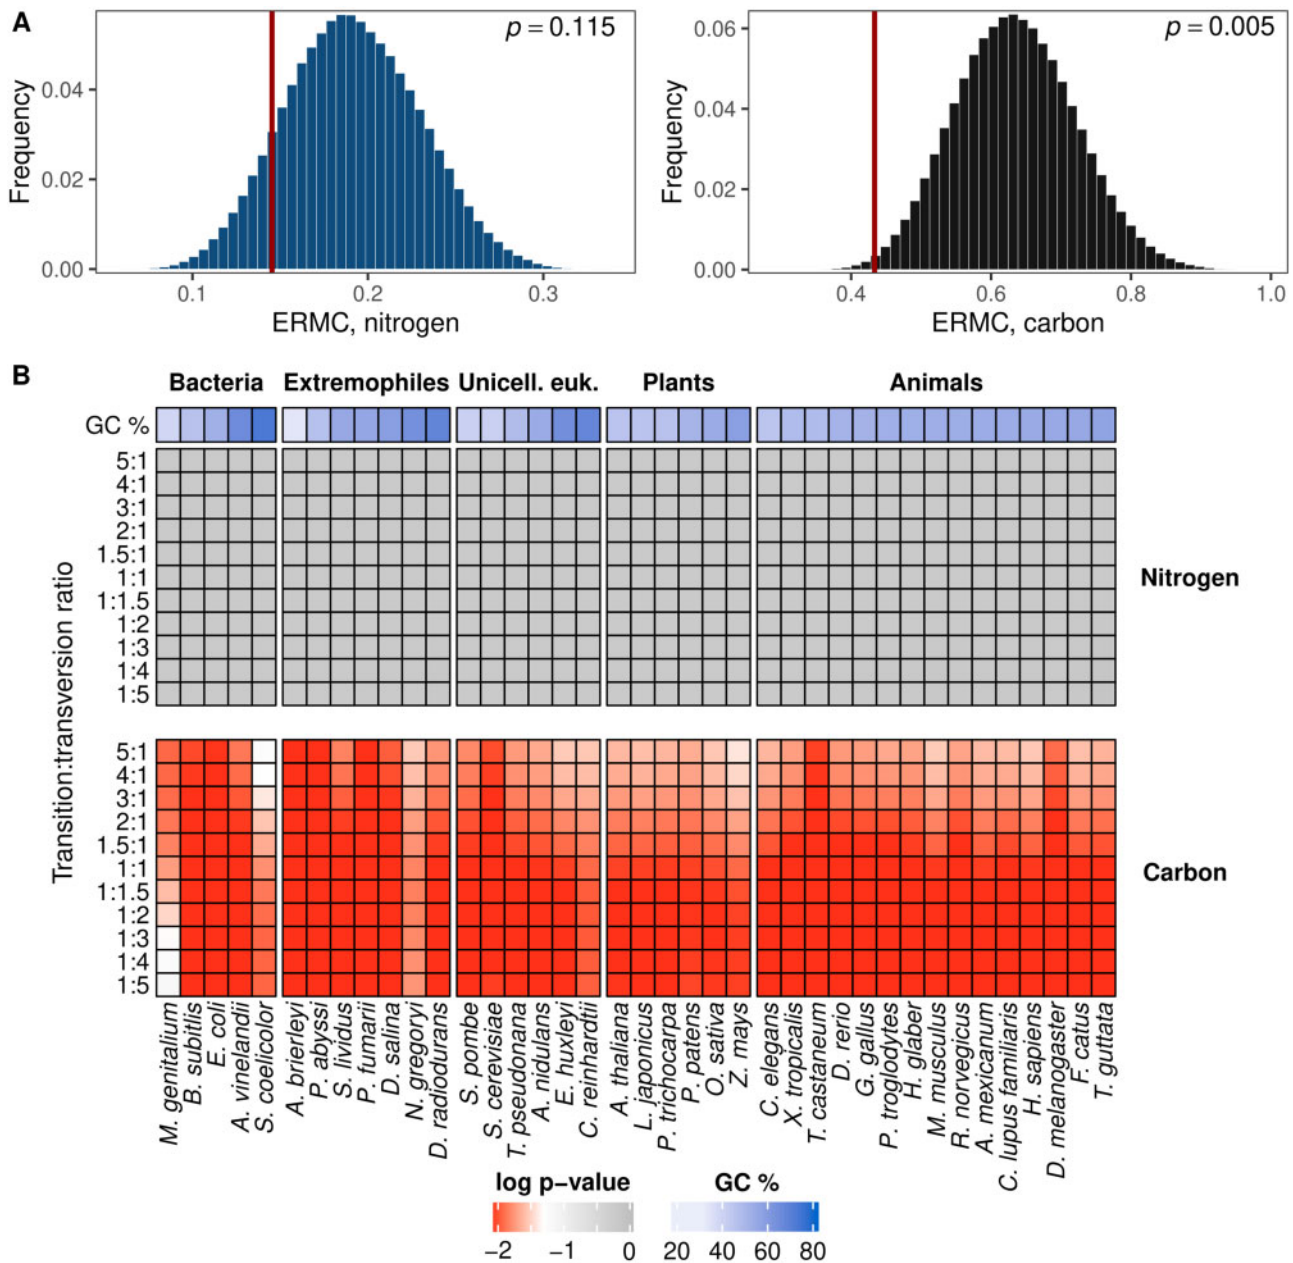 A
p = 0.115
p = 0.005
Frequency
0.04
0.02
0.00
0.1 0.2 0.3
ERMC, nitrogen
Frequency
0.06
0.04
0.02
0.00
0.4 0.6 0.8 1.0
ERMC, carbon
B
Bacteria Extremophiles Unicell. euk. Plants Animals
GC %
Transition:transversion ratio
5:1
4:1
3:1
2:1
1.5:1
1:1
1:1.5
1:2
1:3
1:4
1:5
Nitrogen
5:1
4:1
3:1
2:1
1.5:1
1:1
1:1.5
1:2
1:3
1:4
1:5
Carbon
M. genitalium
B. subitlis
E. coli
A. vinelandii
S. coelicolor
A. brierleyi
P. abyssi
S. lividus
P. fumarii
D. salina
N. gregoryi
D. radiodurans
S. pombe
S. cerevisiae
T. pseudonana
A. nidulans
E. huxleyi
C. reinhardtii
A. thaliana
L. japonicus
P. trichocarpa
P. patens
O. sativa
Z. mays
C. elegans
X. tropicalis
T. castaneum
D. rerio
G. gallus
P. troglodytes
H. glaber
M. musculus
R. norvegicus
A. mexicanum
C. lupus familiaris
H. sapiens
D. melanogaster
F. catus
T. guttata
log p−value
−2 −1 0
GC %
20 40 60 80